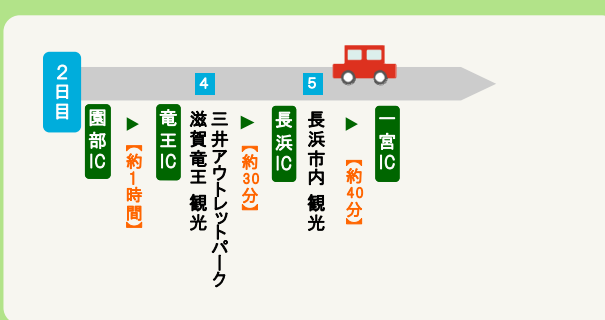 2日目
園部IC
【約1時間】
竜王IC
4
三井アウトレットパーク
滋賀竜王 観光
【約30分】
長浜IC
5
長浜市内 観光
【約40分】
一宮IC